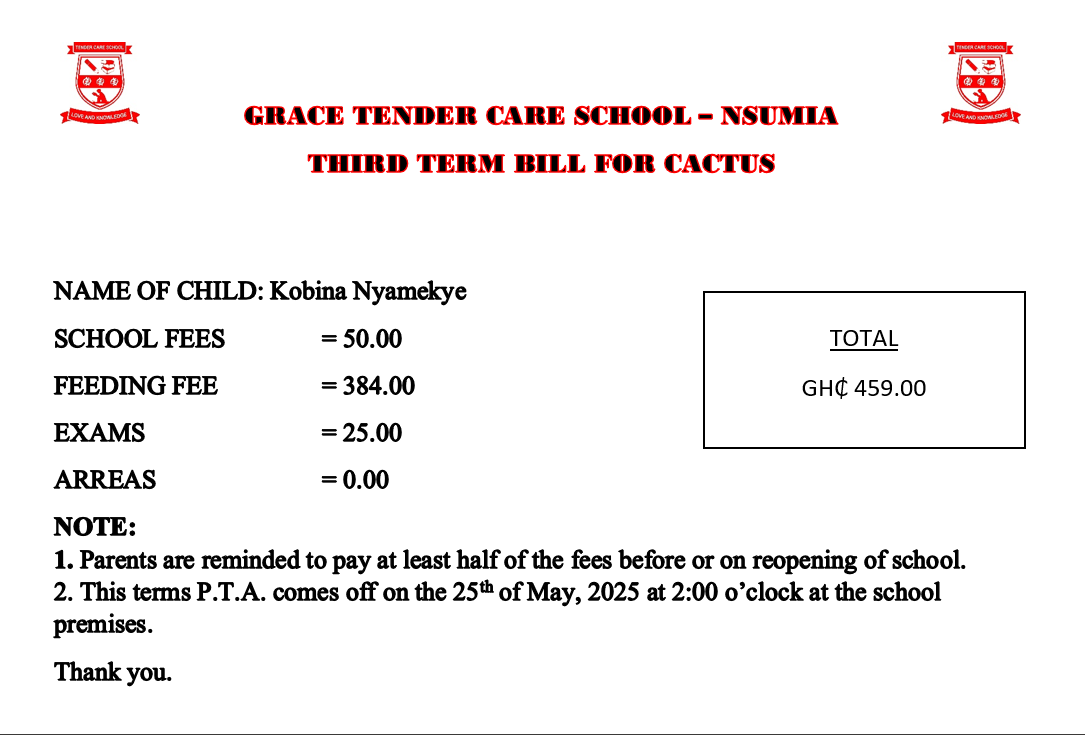 TENDER CARE SCHOOL
LOVE AND KNOWLEDGE
TENDER CARE SCHOOL
LOVE AND KNOWLEDGE
GRACE TENDER CARE SCHOOL – NSUMIA
THIRD TERM BILL FOR CACTUS
NAME OF CHILD: Kobina Nyamekye
SCHOOL FEES = 50.00
FEEDING FEE = 384.00
EXAMS = 25.00
ARREAS = 0.00
TOTAL
GH₵ 459.00
NOTE:
1. Parents are reminded to pay at least half of the fees before or on reopening of school.
2. This terms P.T.A. comes off on the 25th of May, 2025 at 2:00 o’clock at the school
premises.
Thank you.